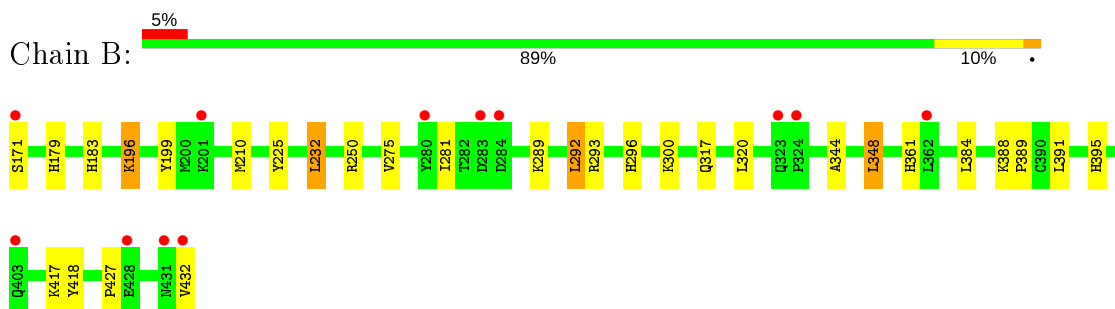 5%
Chain B:
89% 10% •
S171 H179 H183 K196 Y199 M200 K201 M210 Y225 L232 R250 V275 Y280 I281 T282 D283 D284 K289 L292 R293 H296 K300 Q317 L320 Q323 P324 A344 L348 H361 L362 L384 K388 P389 C390 L391 H395
Q403 K417 Y418 P427 E428 N431 V432